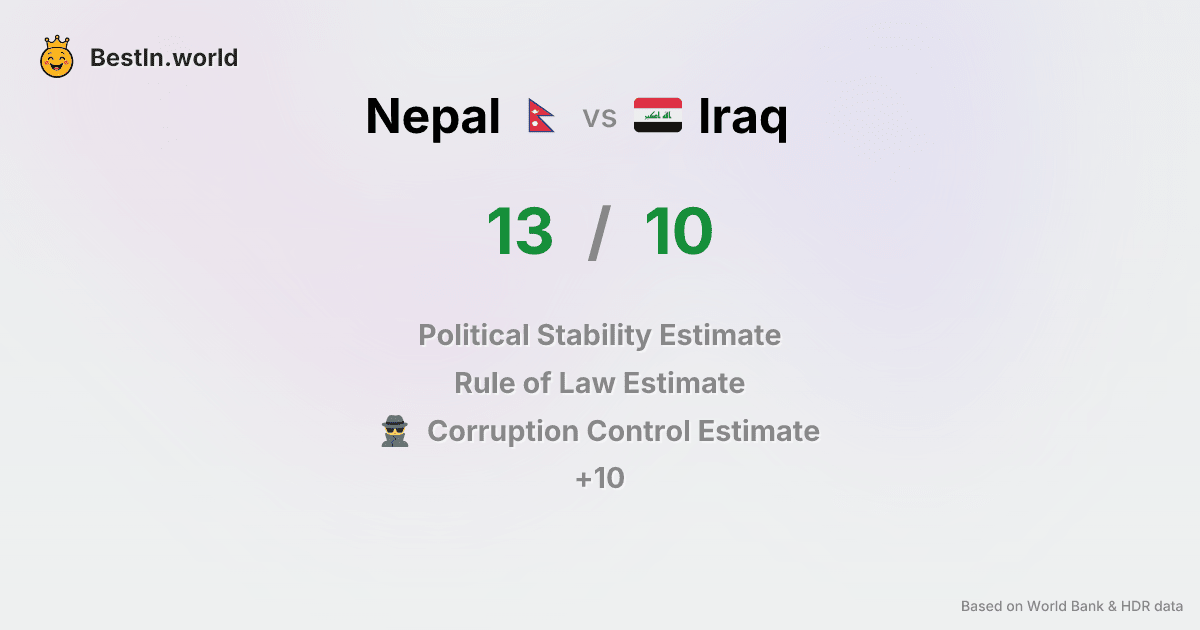 BestIn.world
Nepal vs Iraq
13 / 10
Political Stability Estimate
Rule of Law Estimate
Corruption Control Estimate
+10
Based on World Bank & HDR data